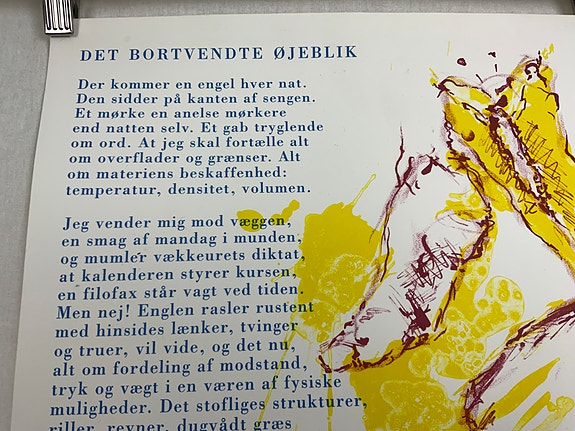 DET BORTVENDTE ØJEBLIK
Der kommer en engel hver nat.
Den sidder på kanten af sengen.
Et mørke en anelse mørkere
end natten selv. Et gab tryglende
om ord. At jeg skal fortælle alt
om overflader og grænser. Alt
om materiens beskaffenhed:
temperatur, densitet, volumen.
Jeg vender mig mod væggen,
en smag af mandag i munden,
og mumler vækkeurets diktat,
at kalenderen styrer kursen,
en filofax står vagt ved tiden.
Men nej! Englen rasler rustent
med hinsides lænker, tvinger
og truer, vil vide, og det nu,
alt om fordeling af modstand,
tryk og vægt i en væren af fysiske
muligheder. Det stofliges strukturer,
riller, revner, dugvådt græs